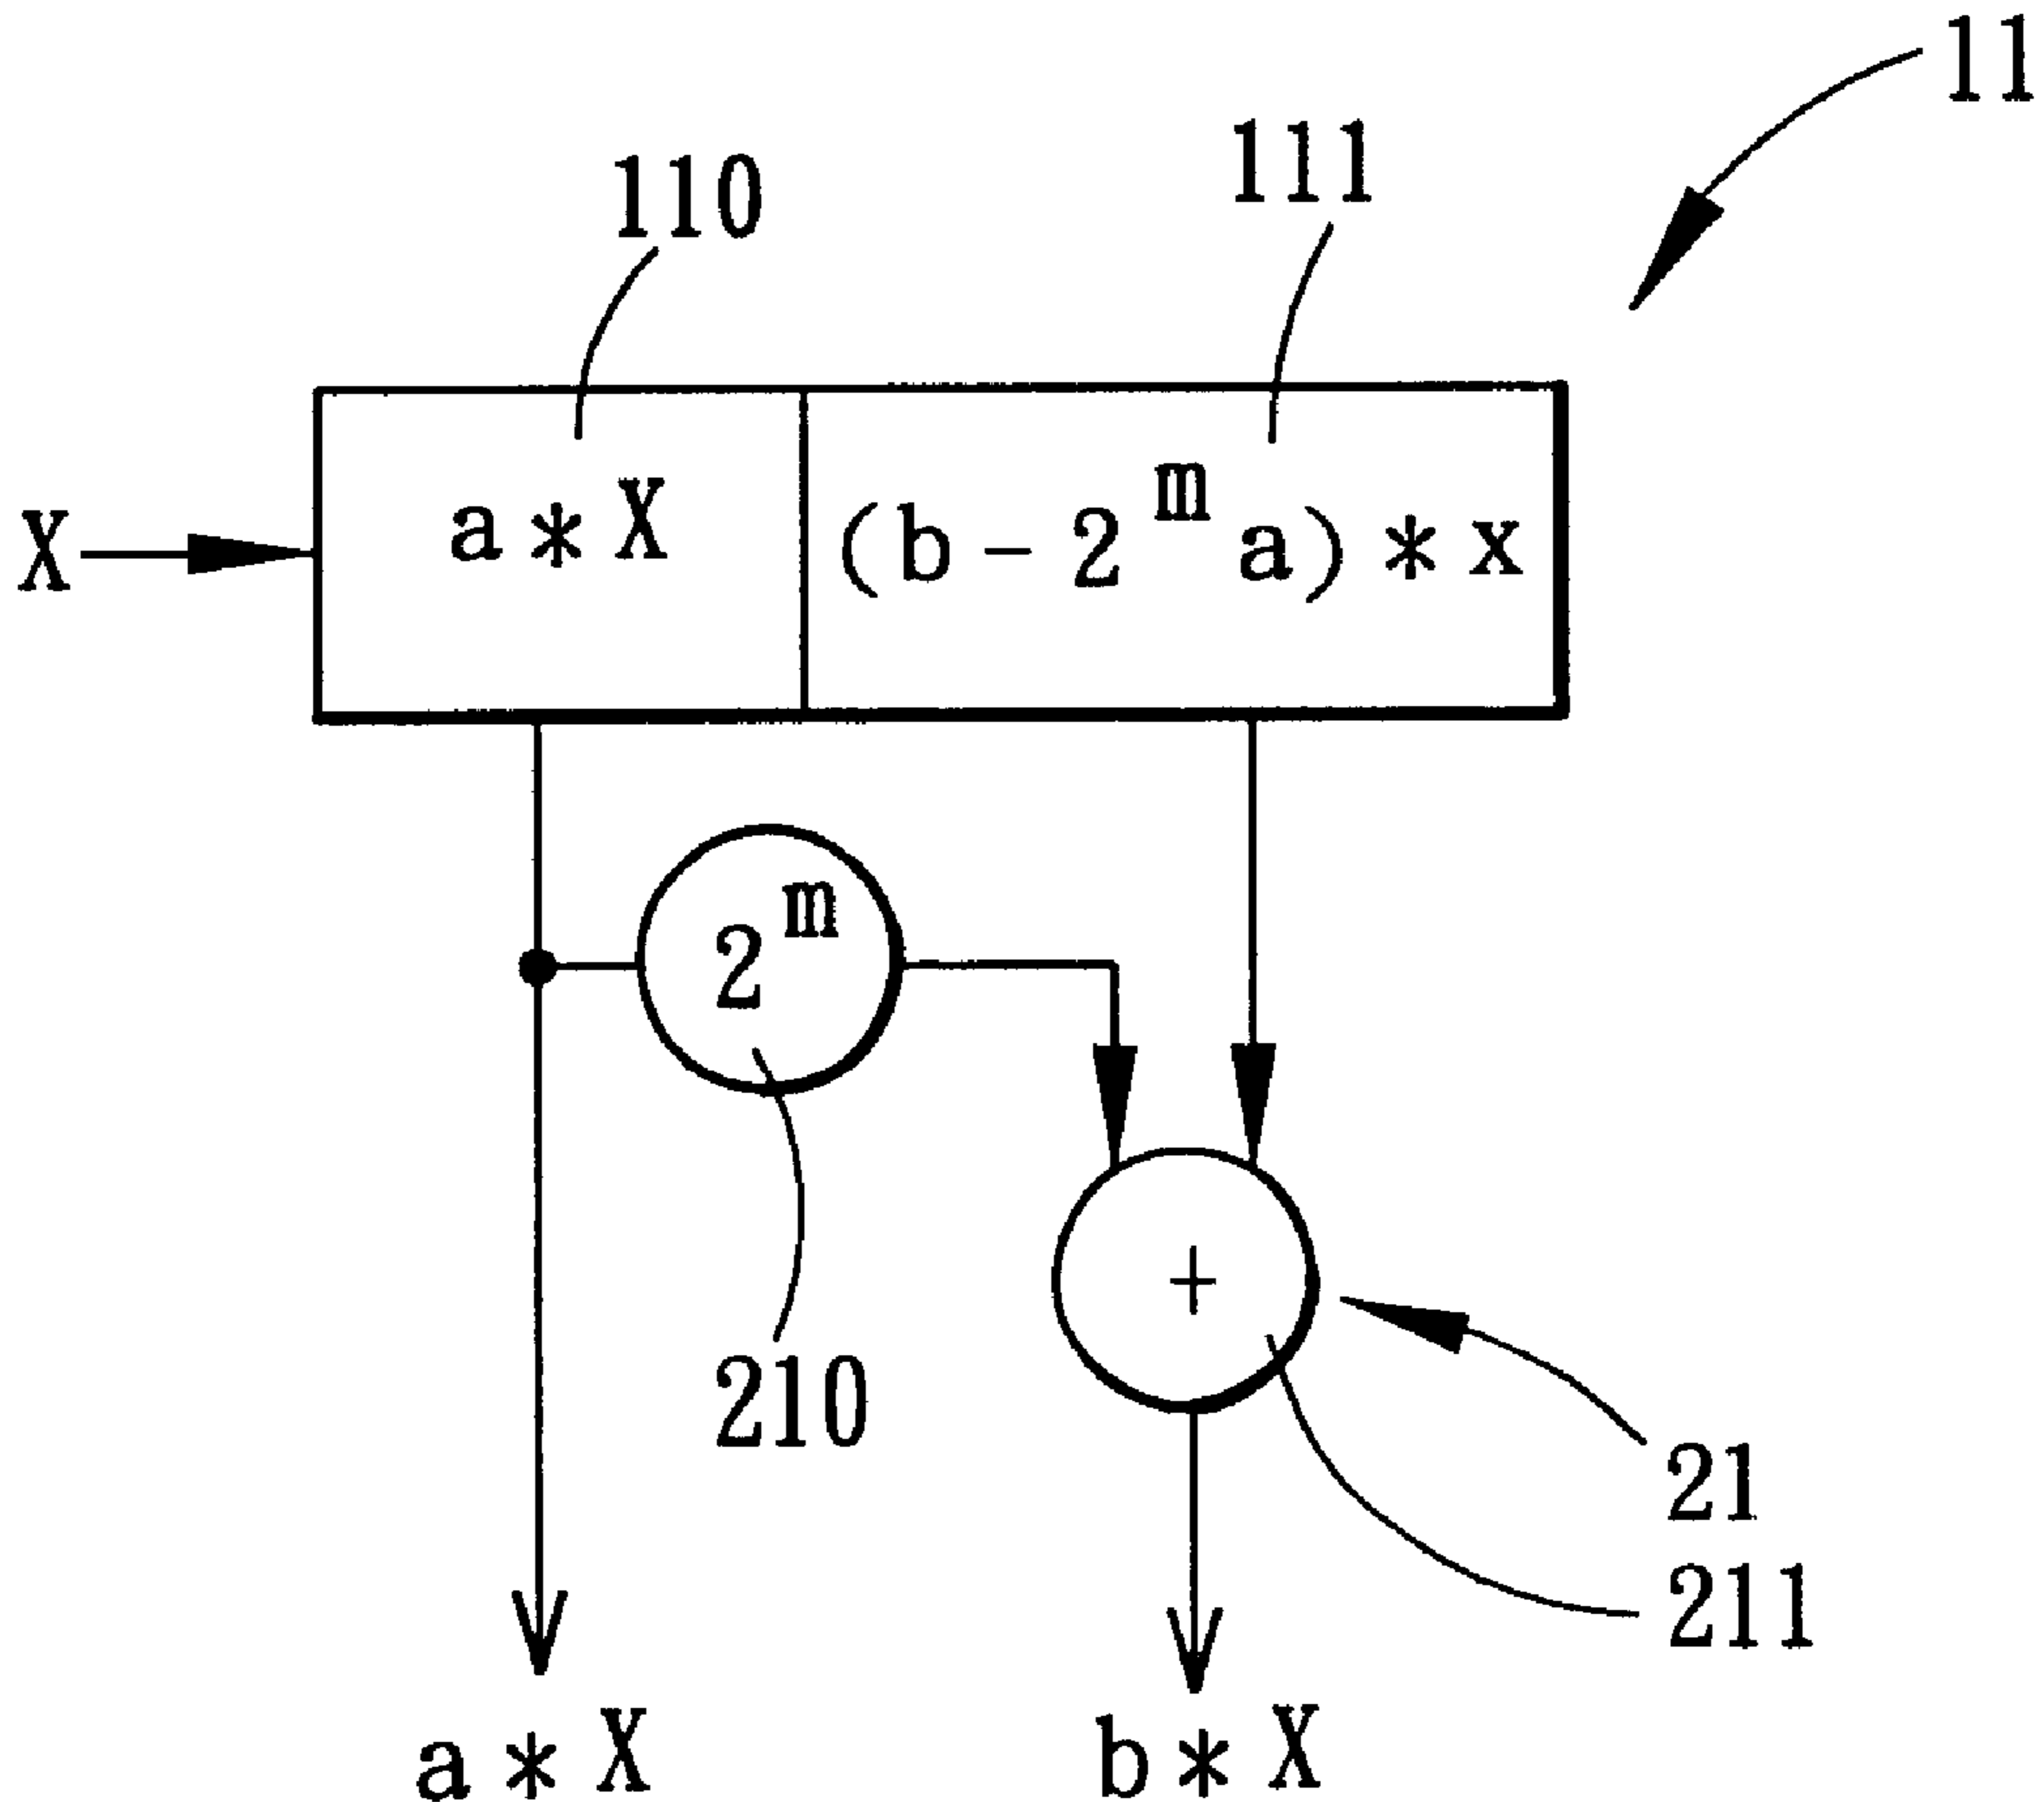 11
110
111
X
a * X
(b - 2^m a) * x
2^m
+
210
21
211
a * X
b * X